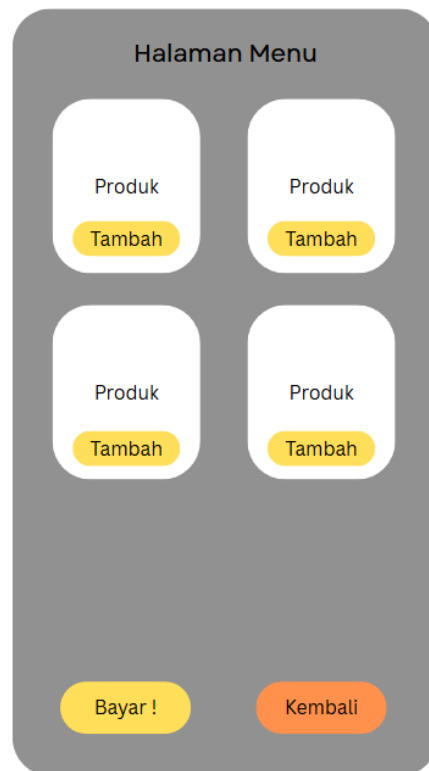 Halaman Menu
Produk
Tambah
Produk
Tambah
Produk
Tambah
Produk
Tambah
Bayar !
Kembali